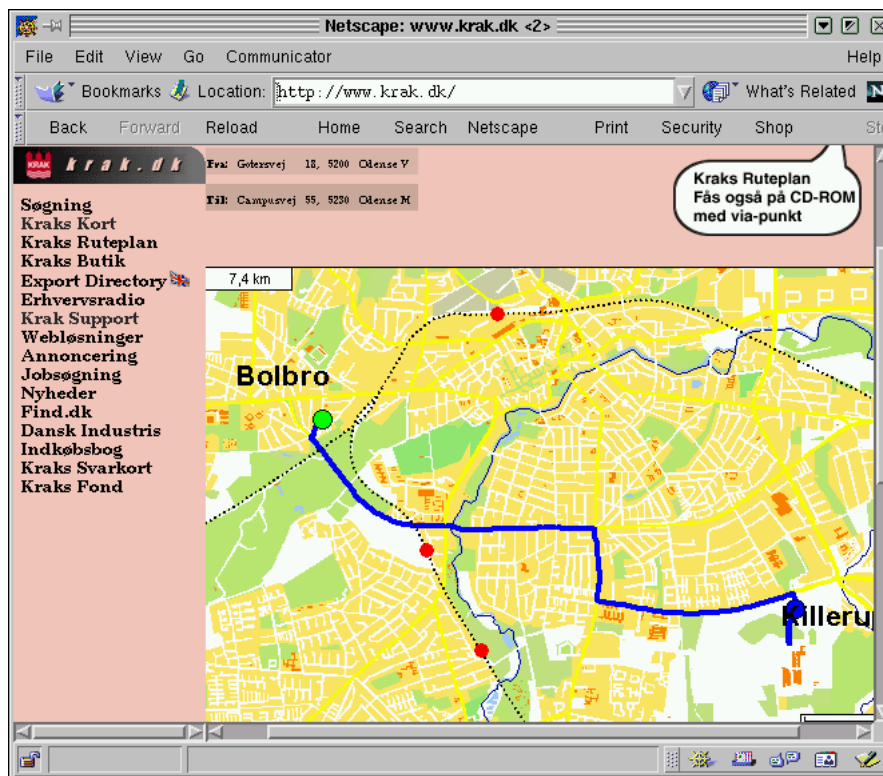 Netscape: www.krak.dk <2>
File Edit View Go Communicator Help
Bookmarks Location: http://www.krak.dk/ What's Related
Back Forward Reload Home Search Netscape Print Security Shop
KRAK krak.dk
Fra: Gotersvej 18, 5200 Odense V
Til: Campusvej 55, 5230 Odense M
Kraks Ruteplan
Fås også på CD-ROM
med via-punkt
Søgning
Kraks Kort
Kraks Ruteplan
Kraks Butik
Export Directory
Erhvervsradio
Krak Support
Webløsninger
Annoncering
Jobsøgning
Nyheder
Find.dk
Dansk Industris
Indkøbsbog
Kraks Svarkort
Kraks Fond
7,4 km
Bolbro
Killerup